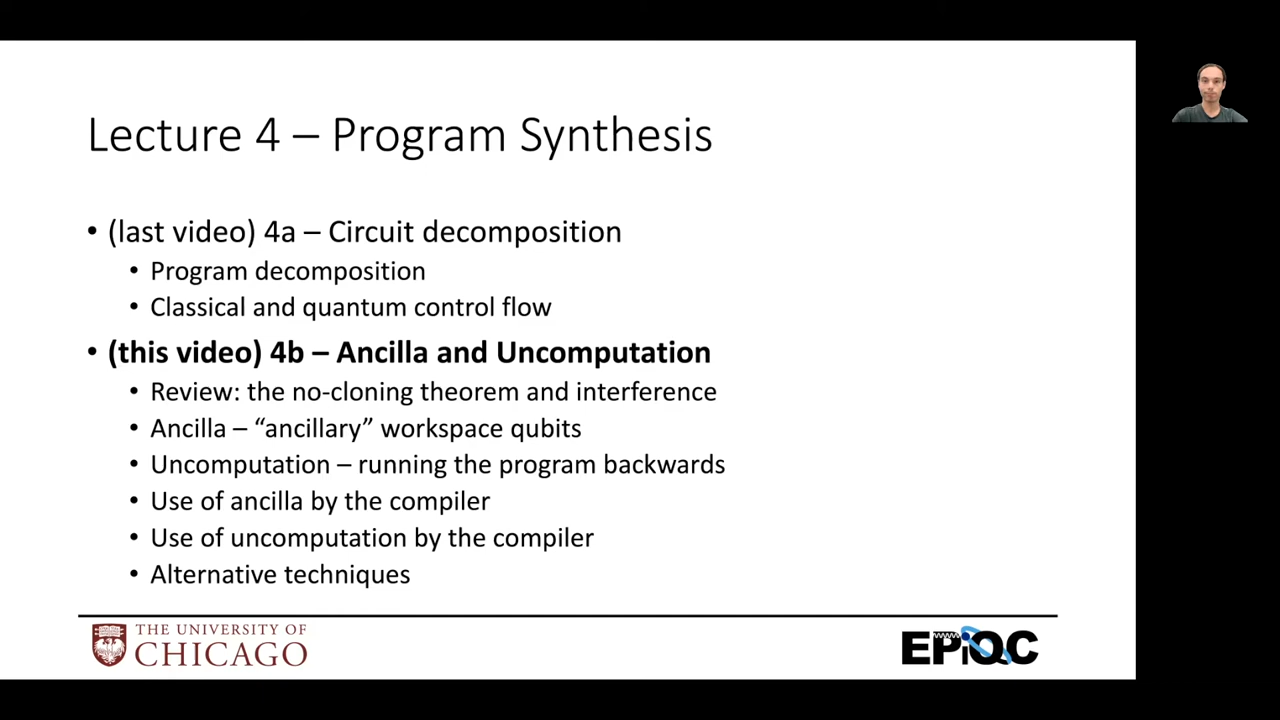 Lecture 4 – Program Synthesis
• (last video) 4a – Circuit decomposition
• Program decomposition
• Classical and quantum control flow
• (this video) 4b – Ancilla and Uncomputation
• Review: the no-cloning theorem and interference
• Ancilla – “ancillary” workspace qubits
• Uncomputation – running the program backwards
• Use of ancilla by the compiler
• Use of uncomputation by the compiler
• Alternative techniques
THE UNIVERSITY OF
CHICAGO
EPiQC